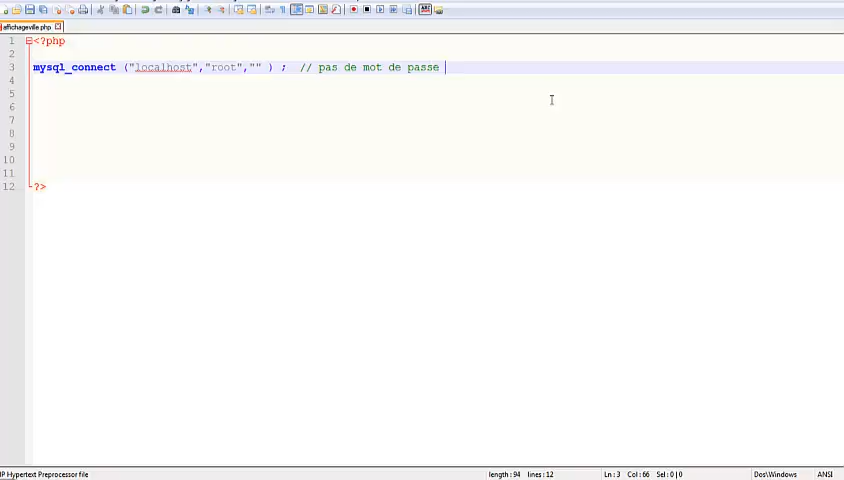 affichageville.php
1 <?php
2
3 mysql_connect ("localhost","root","" ) ;  // pas de mot de passe
4
5
6
7
8
9
10
11
12 ?>
P Hypertext Preprocessor file length : 94 lines : 12 Ln : 3 Col : 66 Sel : 0 | 0 Dos\Windows ANSI